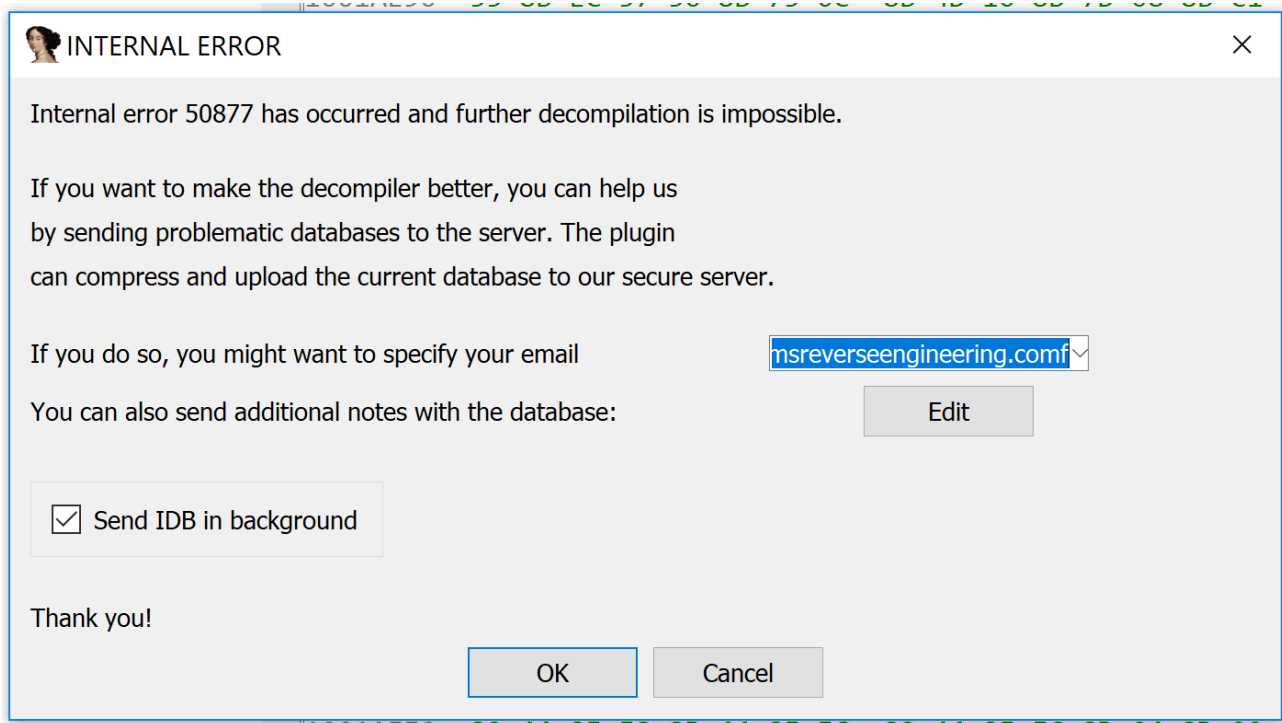 INTERNAL ERROR
Internal error 50877 has occurred and further decompilation is impossible.
If you want to make the decompiler better, you can help us
by sending problematic databases to the server. The plugin
can compress and upload the current database to our secure server.
If you do so, you might want to specify your email
msreverseengineering.comf
You can also send additional notes with the database:
Edit
Send IDB in background
Thank you!
OK
Cancel